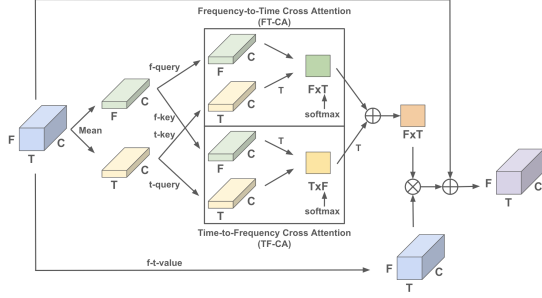 Frequency-to-Time Cross Attention
(FT-CA)
f-query
F
C
T
T
C
FxT
softmax
F
C
Mean
f-key
t-key
F
T
C
T
C
t-query
F
C
T
T
C
TxF
softmax
T
FxT
F
T
C
Time-to-Frequency Cross Attention
(TF-CA)
f-t-value
F
T
C